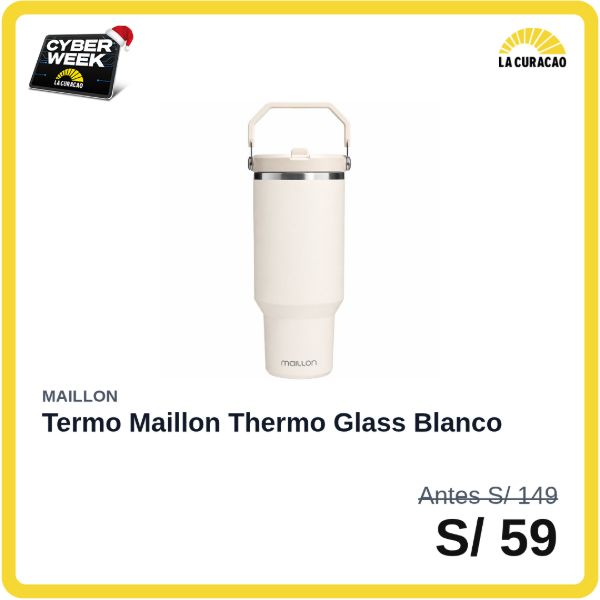 CYBER
WEEK
LA CURACAO
LA CURACAO
maillon
MAILLON
Termo Maillon Thermo Glass Blanco
Antes S/ 149
S/ 59